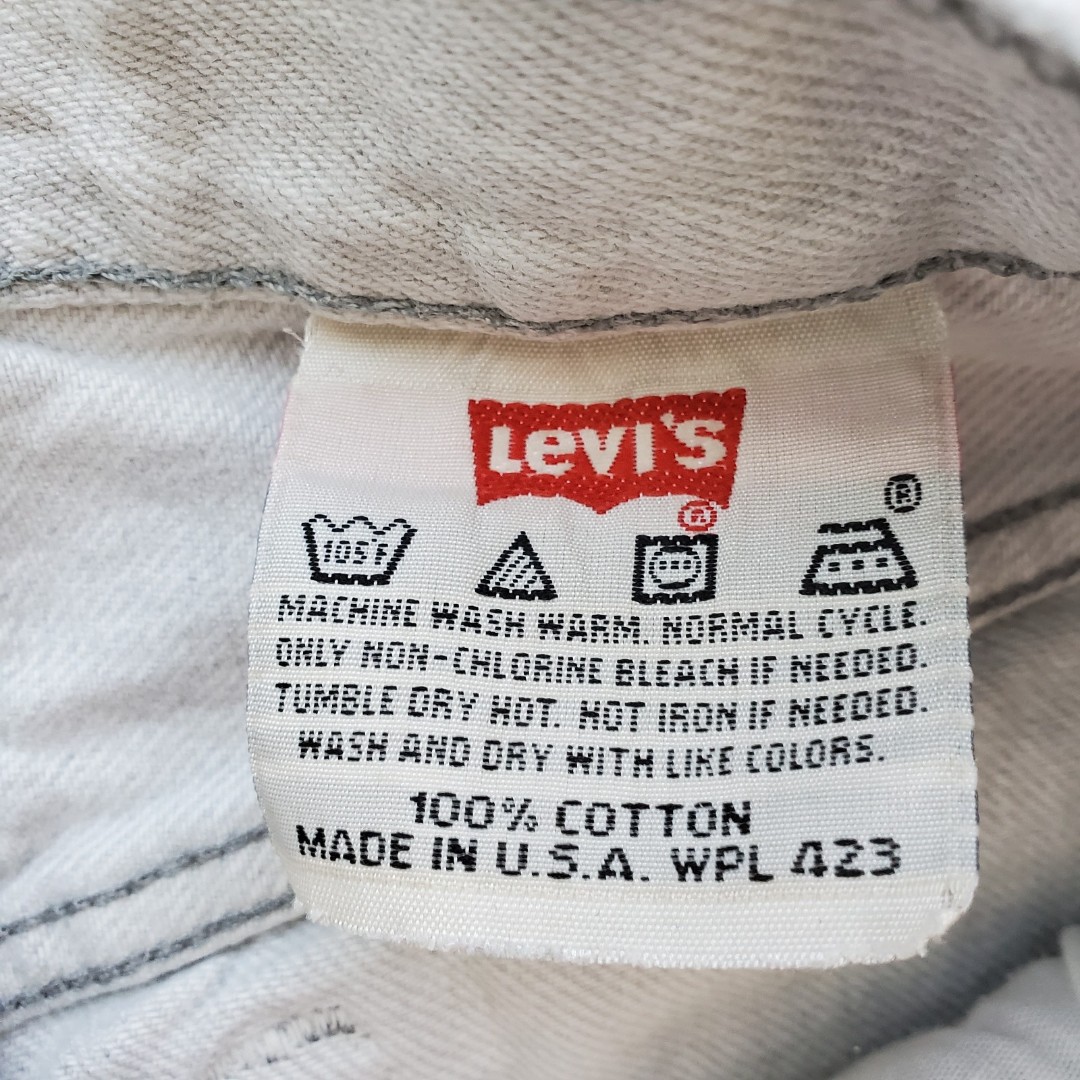 LEVI'S
®
®
105°F
MACHINE WASH WARM. NORMAL CYCLE.
ONLY NON-CHLORINE BLEACH IF NEEDED.
TUMBLE DRY HOT. HOT IRON IF NEEDED.
WASH AND DRY WITH LIKE COLORS.
100% COTTON
MADE IN U.S.A. WPL 423